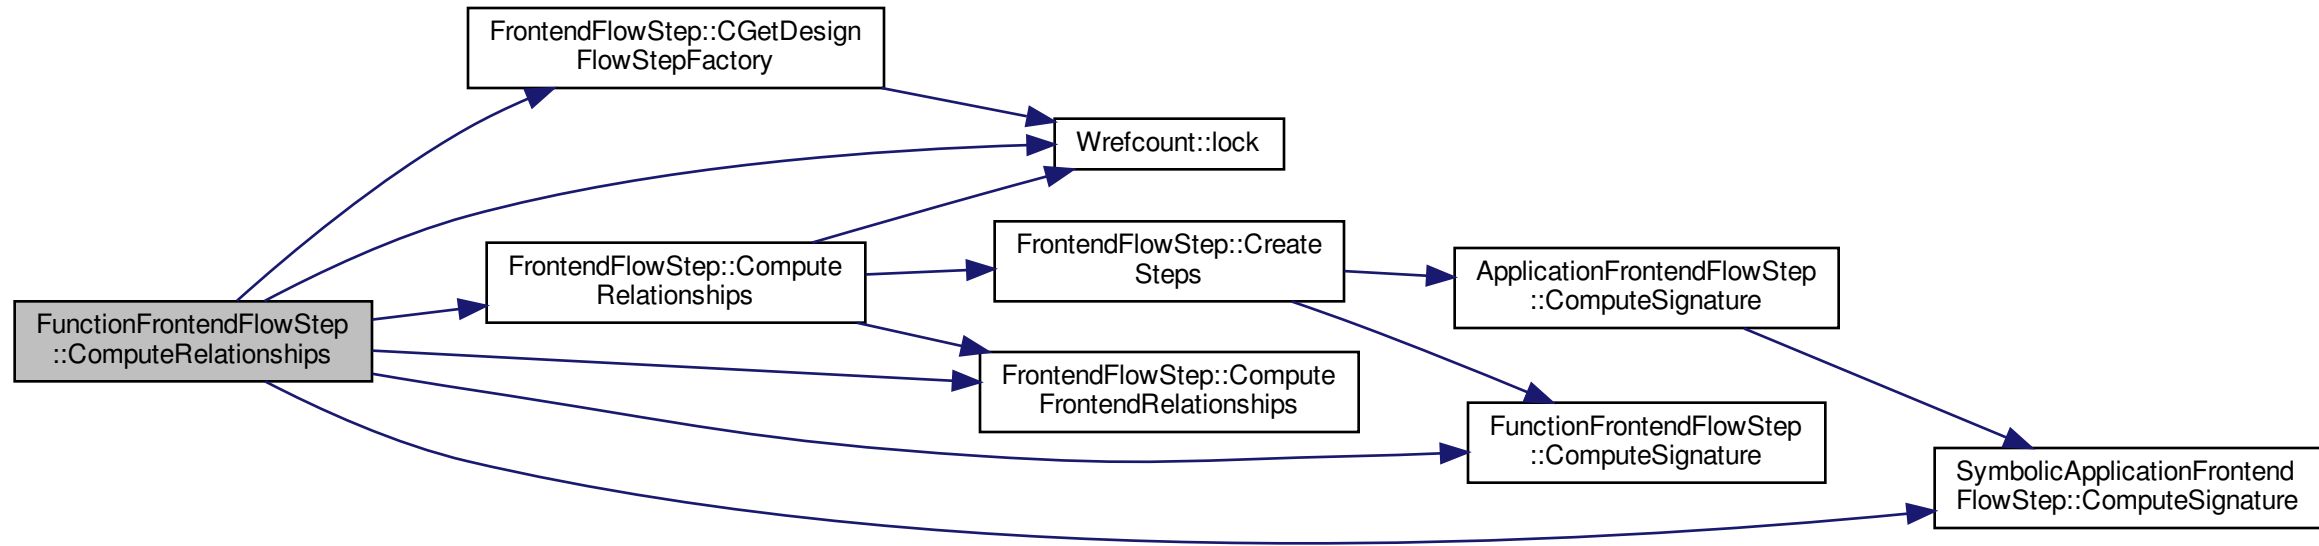 FunctionFrontendFlowStep
::ComputeRelationships
FrontendFlowStep::CGetDesign
FlowStepFactory
Wrefcount::lock
FrontendFlowStep::Compute
Relationships
FrontendFlowStep::Create
Steps
FrontendFlowStep::Compute
FrontendRelationships
ApplicationFrontendFlowStep
::ComputeSignature
FunctionFrontendFlowStep
::ComputeSignature
SymbolicApplicationFrontend
FlowStep::ComputeSignature